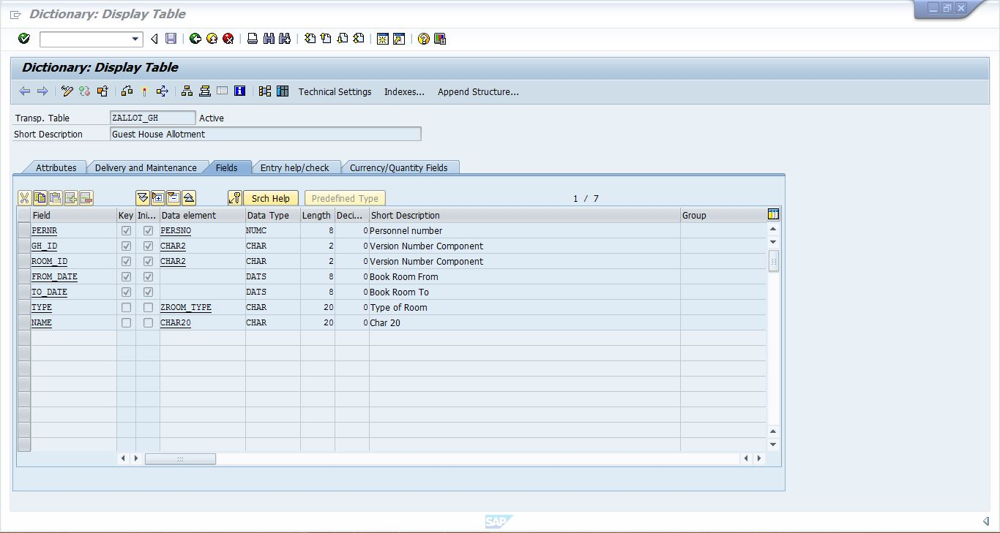 Dictionary: Display Table
Dictionary: Display Table
Technical Settings Indexes... Append Structure...
Transp. Table ZALLOT_GH Active
Short Description Guest House Allotment
Attributes Delivery and Maintenance Fields Entry help/check Currency/Quantity Fields
Srch Help Predefined Type 1 / 7
Field Key Ini... Data element Data Type Length Deci... Short Description Group
PERNR PERSNO NUMC 8 0 Personnel number
GH_ID CHAR2 CHAR 2 0 Version Number Component
ROOM_ID CHAR2 CHAR 2 0 Version Number Component
FROM_DATE DATS 8 0 Book Room From
TO_DATE DATS 8 0 Book Room To
TYPE ZROOM_TYPE CHAR 20 0 Type of Room
NAME CHAR20 CHAR 20 0 Char 20
SAP